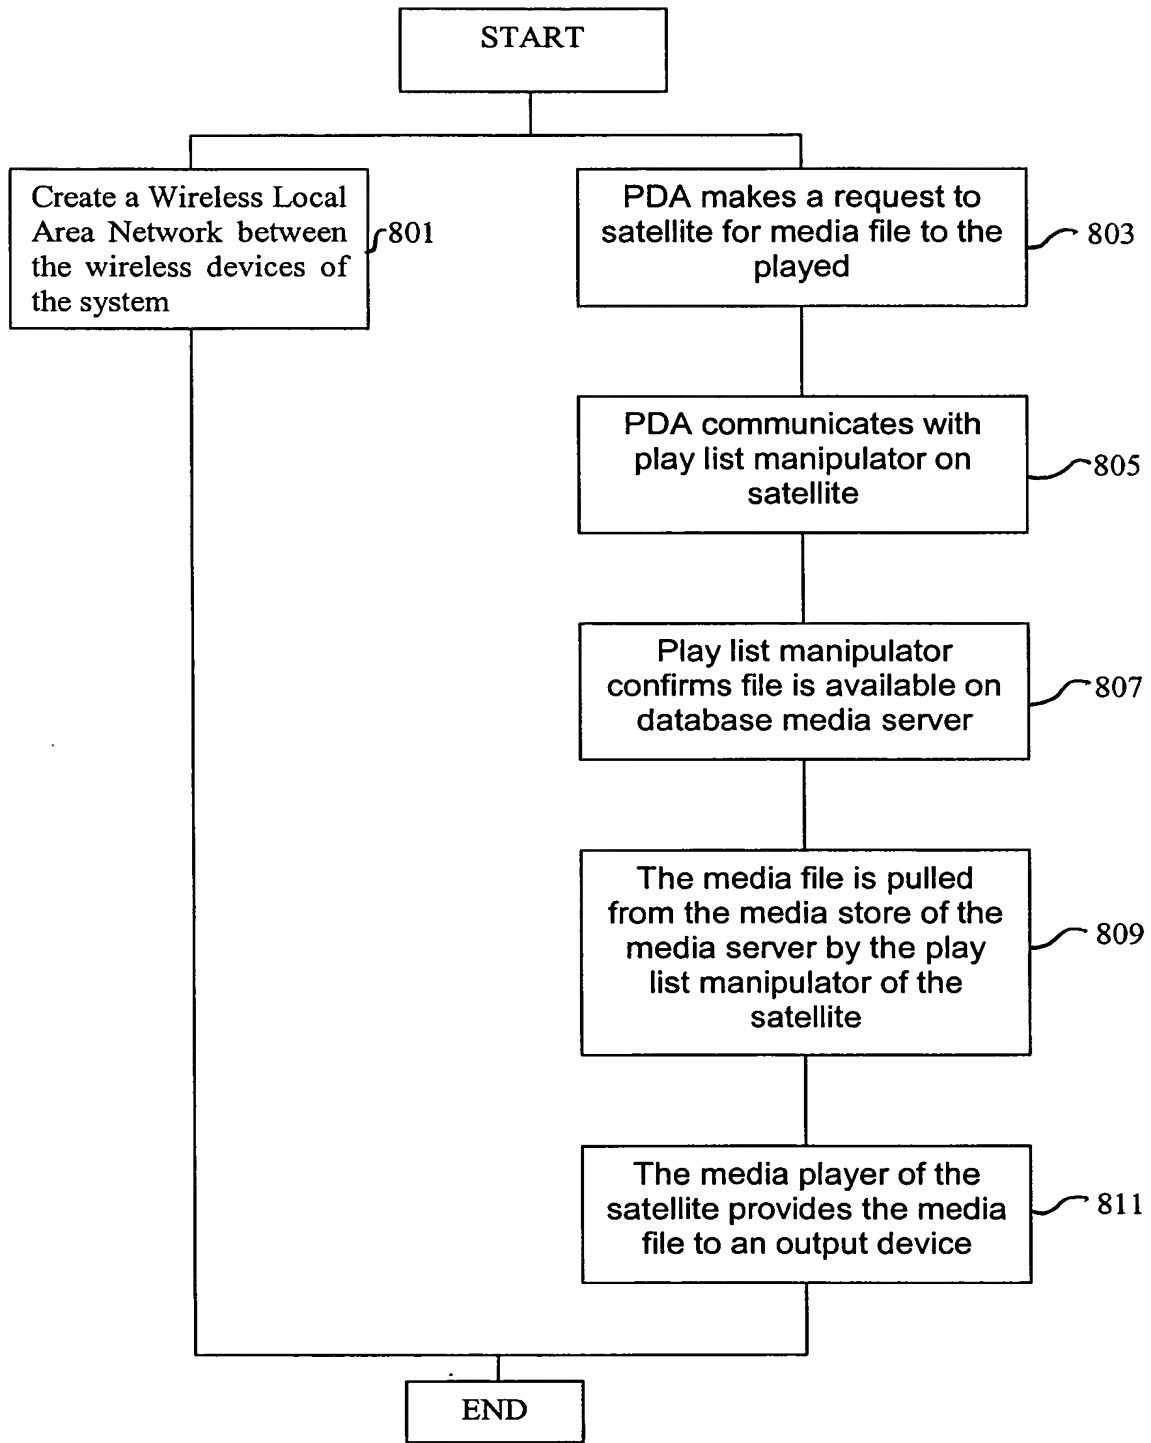 START
Create a Wireless Local
Area Network between
the wireless devices of
the system
801
PDA makes a request to
satellite for media file to the
played
803
PDA communicates with
play list manipulator on
satellite
805
Play list manipulator
confirms file is available on
database media server
807
The media file is pulled
from the media store of the
media server by the play
list manipulator of the
satellite
809
The media player of the
satellite provides the media
file to an output device
811
END